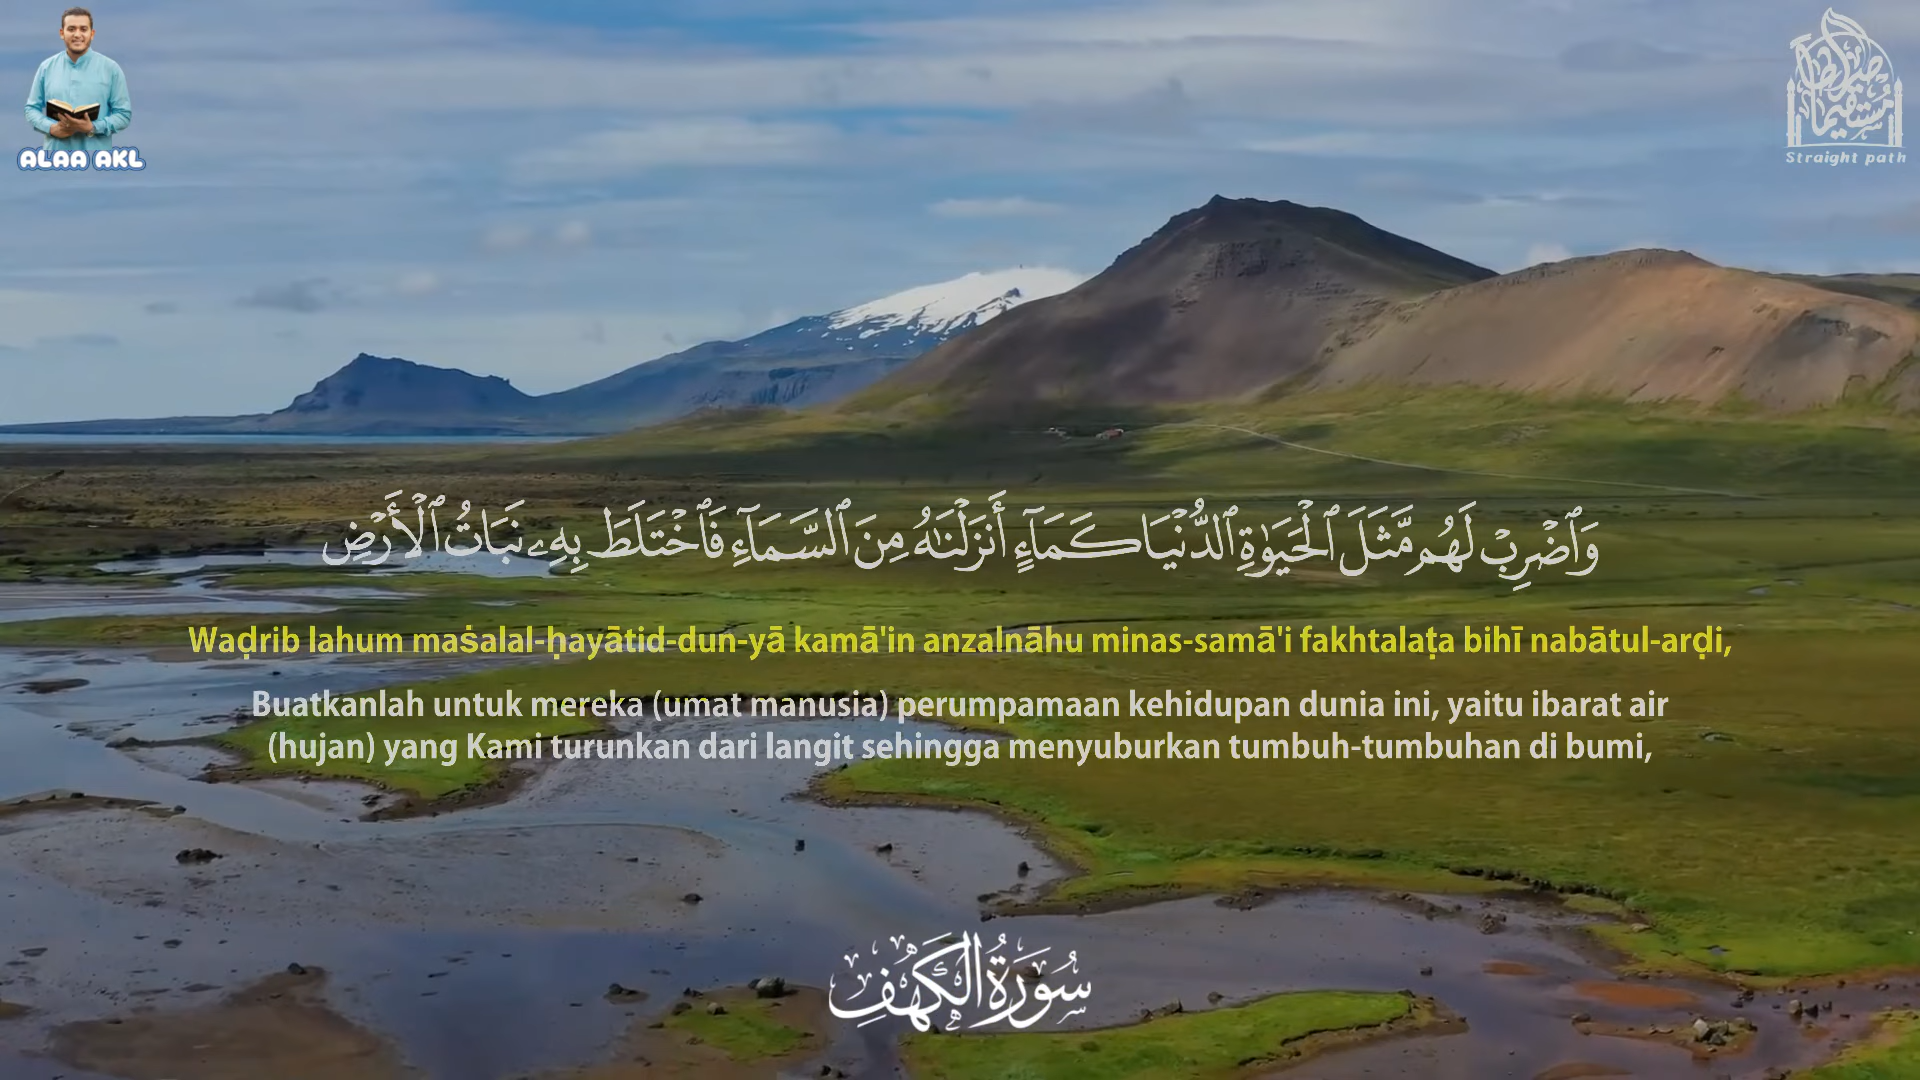 ALAA AKL
صراطا مستقيما
Straight path
وَٱضْرِبْ لَهُم مَّثَلَ ٱلْحَيَوٰةِ ٱلدُّنْيَا كَمَآءٍ أَنزَلْنَٰهُ مِنَ ٱلسَّمَآءِ فَٱخْتَلَطَ بِهِۦ نَبَاتُ ٱلْأَرْضِ
Waḍrib lahum maṡalal-ḥayātid-dun-yā kamā'in anzalnāhu minas-samā'i fakhtalaṭa bihī nabātul-arḍi,
Buatkanlah untuk mereka (umat manusia) perumpamaan kehidupan dunia ini, yaitu ibarat air
(hujan) yang Kami turunkan dari langit sehingga menyuburkan tumbuh-tumbuhan di bumi,
سُورَةُ الكَهْفِ